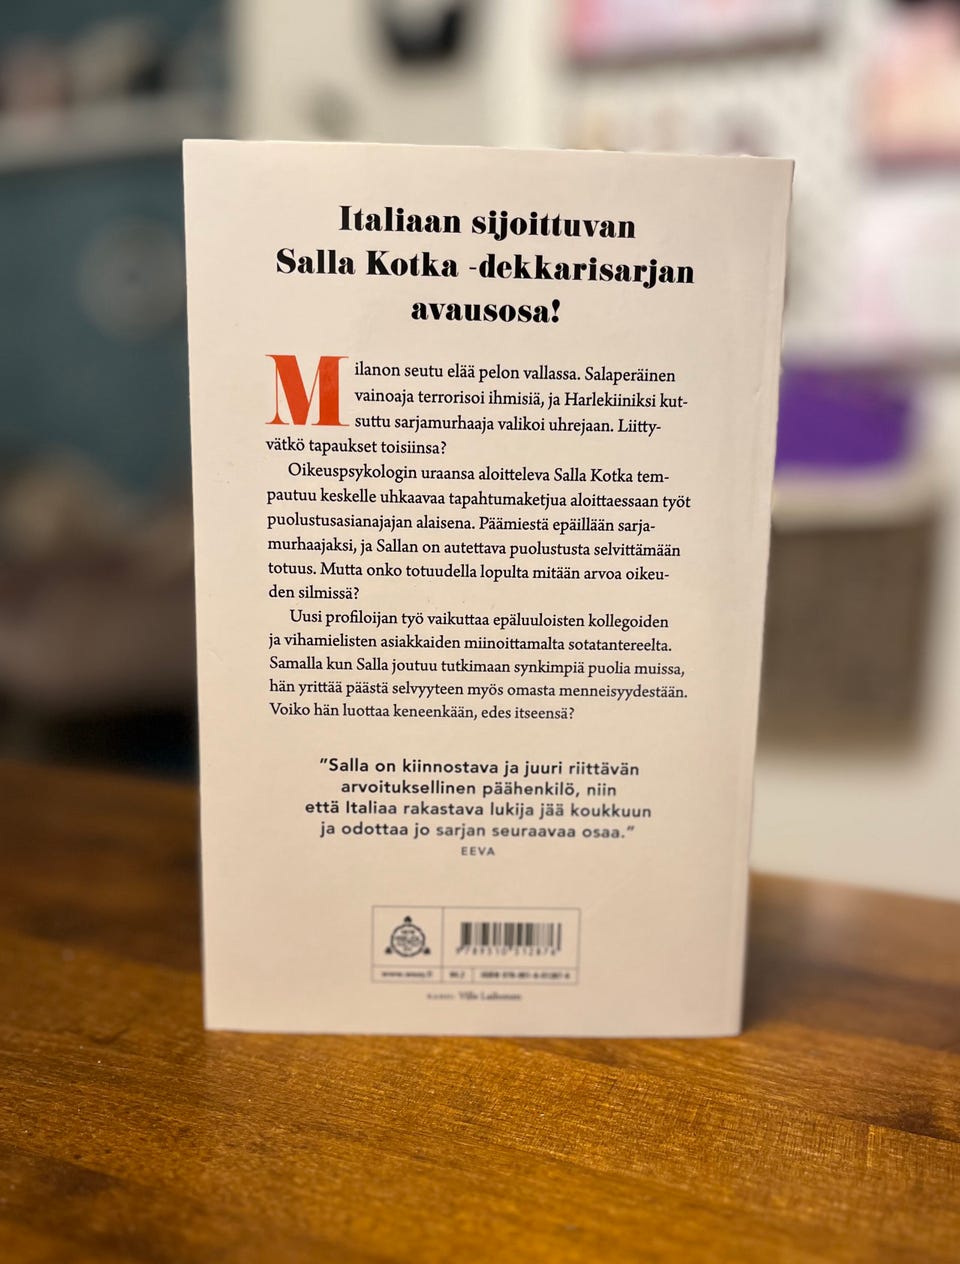 Italiaan sijoittuvan
Salla Kotka -dekkarisarjan
avausosa!
Milanon seutu elää pelon vallassa. Salaperäinen
vainoaja terrorisoi ihmisiä, ja Harlekiiniksi kut-
suttu sarjamurhaaja valikoi uhrejaan. Liitty-
vätkö tapaukset toisiinsa?
Oikeuspsykologin uraansa aloitteleva Salla Kotka tem-
pautuu keskelle uhkaavaa tapahtumaketjua aloittaessaan työt
puolustusasianajajan alaisena. Päämiestä epäillään sarja-
murhaajaksi, ja Sallan on autettava puolustusta selvittämään
totuus. Mutta onko totuudella lopulta mitään arvoa oikeu-
den silmissä?
Uusi profiloijan työ vaikuttaa epäluuloisten kollegoiden
ja vihamielisten asiakkaiden miinoittamalta sotatantereelta.
Samalla kun Salla joutuu tutkimaan synkimpiä puolia muissa,
hän yrittää päästä selvyyteen myös omasta menneisyydestään.
Voiko hän luottaa keneenkään, edes itseensä?
”Salla on kiinnostava ja juuri riittävän
arvoituksellinen päähenkilö, niin
että Italiaa rakastava lukija jää koukkuun
ja odottaa jo sarjan seuraavaa osaa.”
EEVA